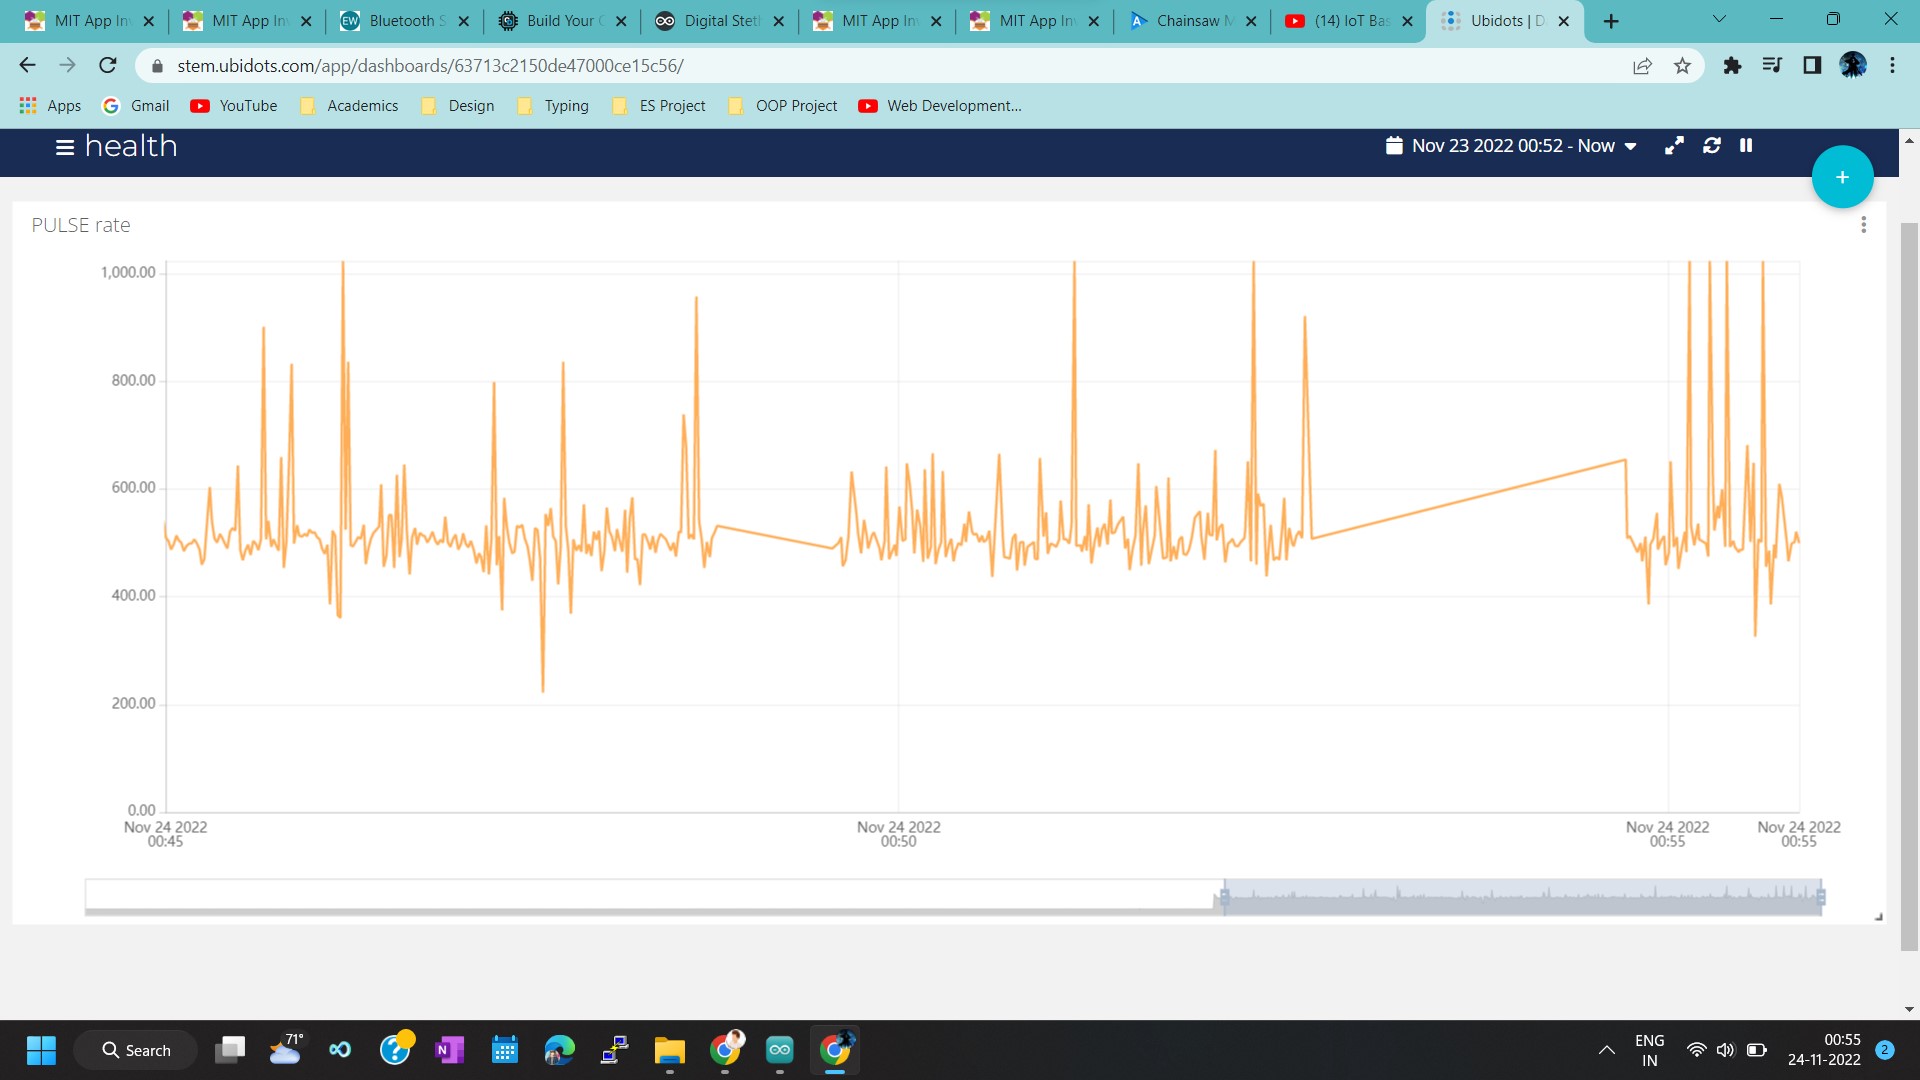 MIT App In
MIT App In
EW
Bluetooth S
Build Your C
Digital Stet
MIT App In
MIT App In
Chainsaw M
(14) IoT Bas
Ubidots | D
stem.ubidots.com/app/dashboards/63713c2150de47000ce15c56/
Apps
Gmail
YouTube
Academics
Design
Typing
ES Project
OOP Project
Web Development...
health
Nov 23 2022 00:52 - Now
PULSE rate
1,000.00
800.00
600.00
400.00
200.00
0.00
Nov 24 2022
00:45
Nov 24 2022
00:50
Nov 24 2022
00:55
Nov 24 2022
00:55
Search
71°
ENG
IN
00:55
24-11-2022
2